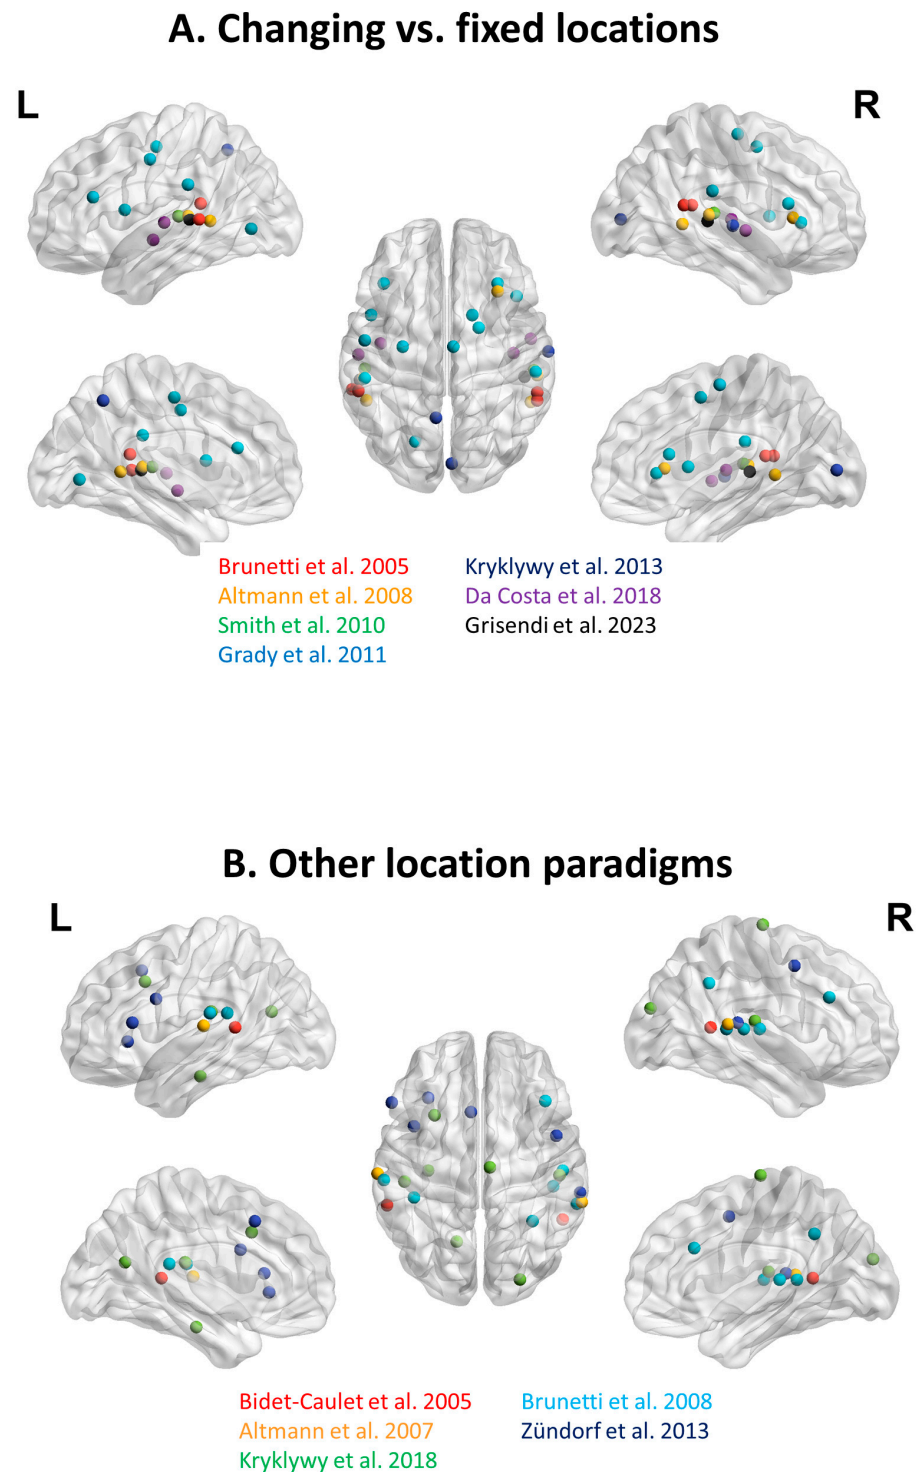 A. Changing vs. fixed locations
L
R
Brunetti et al. 2005
Altmann et al. 2008
Smith et al. 2010
Grady et al. 2011
Kryklywy et al. 2013
Da Costa et al. 2018
Grisendi et al. 2023
B. Other location paradigms
L
R
Bidet-Caulet et al. 2005
Altmann et al. 2007
Kryklywy et al. 2018
Brunetti et al. 2008
Zündorf et al. 2013